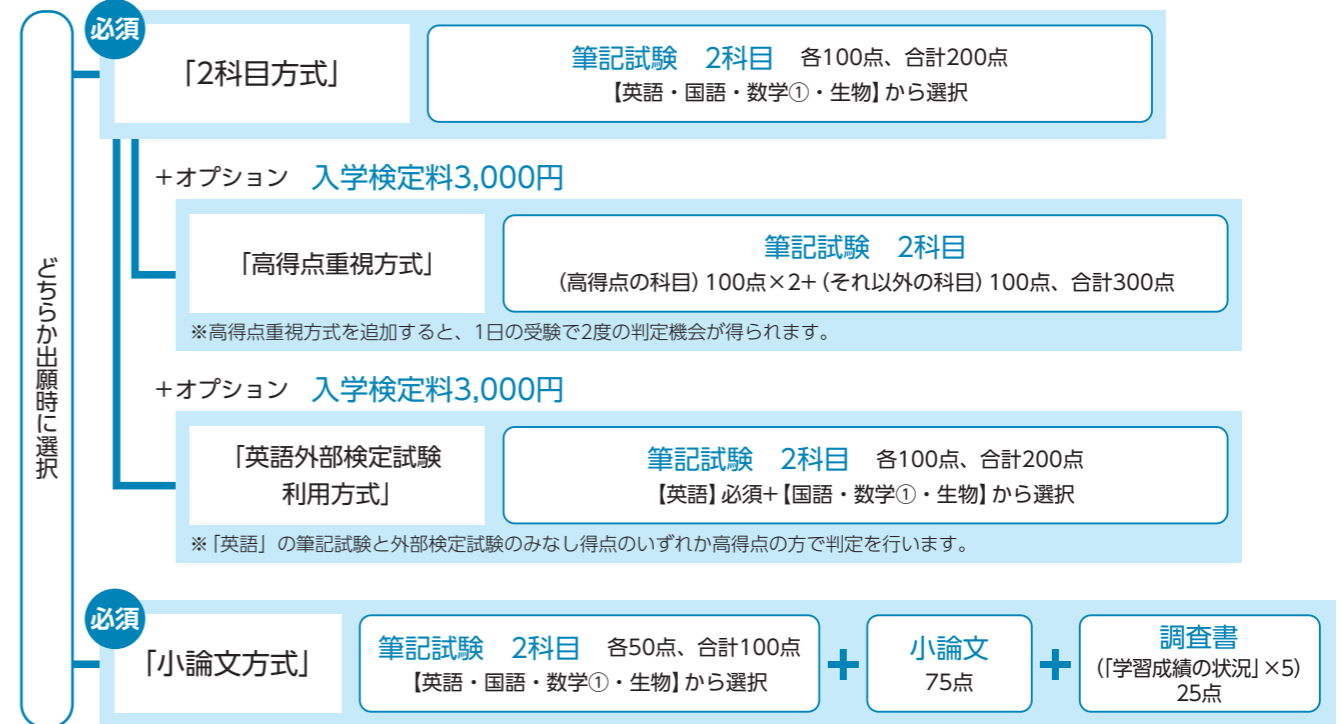 どちらか出願時に選択
必須
「2科目方式」
筆記試験 2科目 各100点、合計200点
【英語・国語・数学①・生物】から選択
+オプション 入学検定料3,000円
「高得点重視方式」
筆記試験 2科目
(高得点の科目)100点×2+(それ以外の科目)100点、合計300点
※高得点重視方式を追加すると、1日の受験で2度の判定機会が得られます。
+オプション 入学検定料3,000円
「英語外部検定試験
利用方式」
筆記試験 2科目 各100点、合計200点
【英語】必須+【国語・数学①・生物】から選択
※「英語」の筆記試験と外部検定試験のみなし得点のいずれか高得点の方で判定を行います。
必須
「小論文方式」
筆記試験 2科目 各50点、合計100点
【英語・国語・数学①・生物】から選択
+
小論文
75点
+
調査書
(「学習成績の状況」×5)
25点